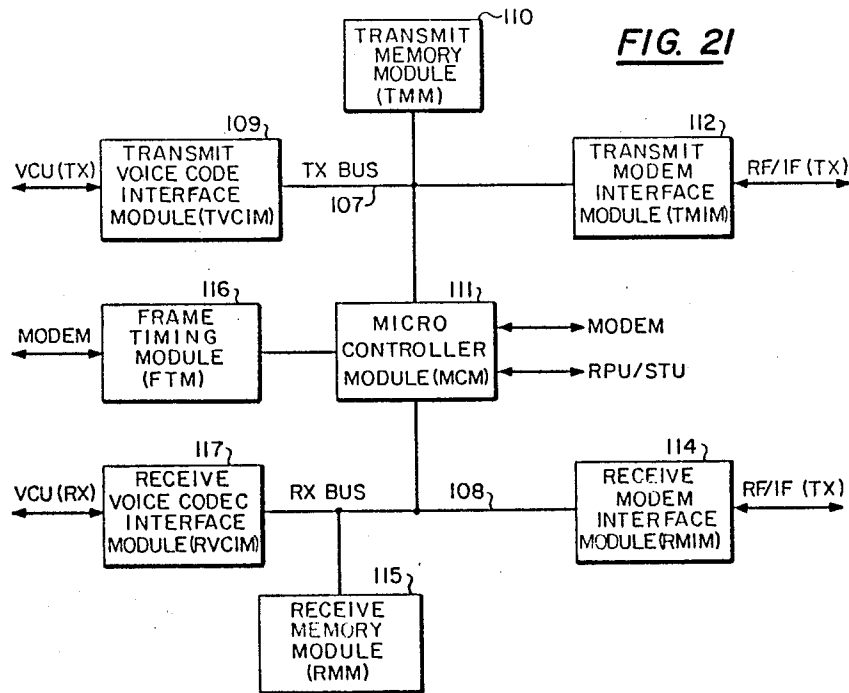 110
FIG. 21
TRANSMIT
MEMORY
MODULE
(TMM)
109
112
VCU (TX)
TRANSMIT
VOICE CODE
INTERFACE
MODULE(TVCIM)
TX BUS
107
TRANSMIT
MODEM
INTERFACE
MODULE (TMIM)
RF/IF (TX)
116
111
MODEM
FRAME
TIMING
MODULE
(FTM)
MICRO
CONTROLLER
MODULE(MCM)
MODEM
RPU/STU
117
114
VCU(RX)
RECEIVE
VOICE CODEC
INTERFACE
MODULE(RVCIM)
RX BUS
108
RECEIVE
MODEM
INTERFACE
MODULE(RMIM)
RF/IF (TX)
115
RECEIVE
MEMORY
MODULE
(RMM)